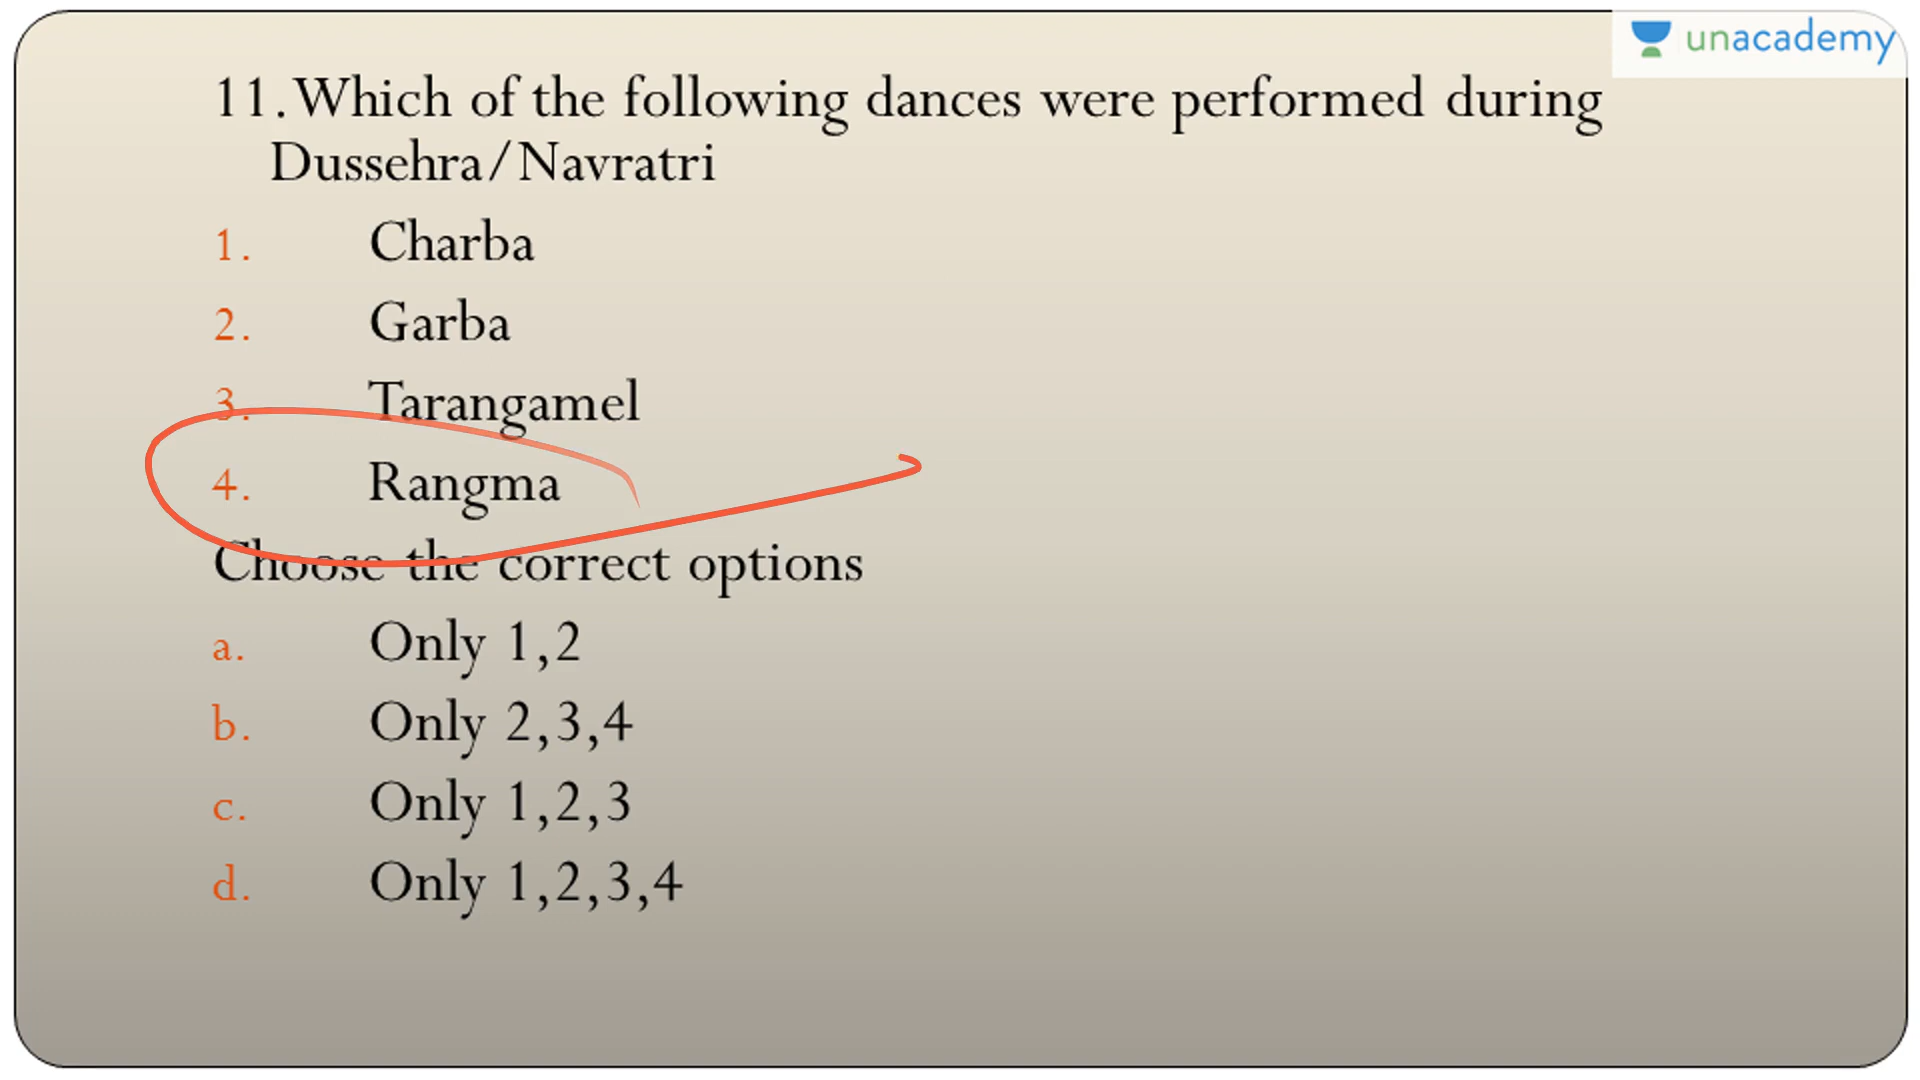 unacademy
11. Which of the following dances were performed during
Dussehra/Navratri
1. Charba
2. Garba
3. Tarangamel
4. Rangma
Choose the correct options
a. Only 1,2
b. Only 2,3,4
c. Only 1,2,3
d. Only 1,2,3,4